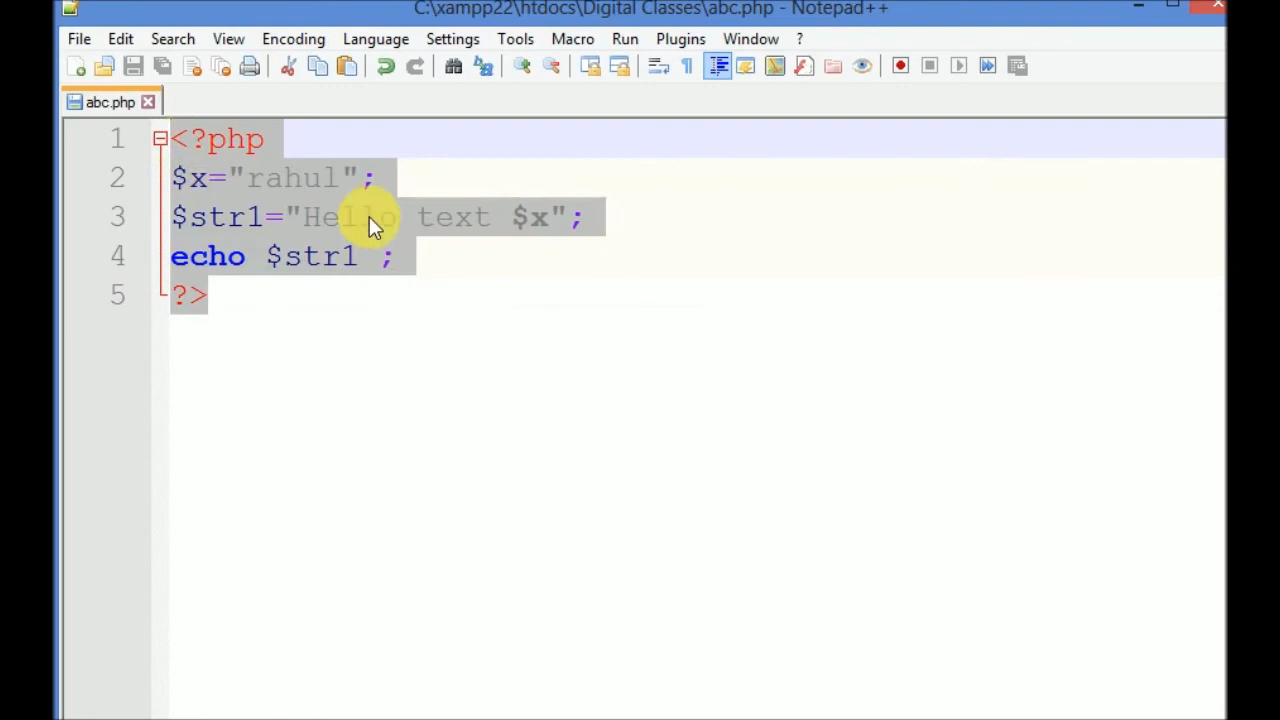 C:\xampp22\htdocs\Digital Classes\abc.php - Notepad++
File Edit Search View Encoding Language Settings Tools Macro Run Plugins Window ?
abc.php
1 <?php
2 $x="rahul";
3 $str1="Hello text $x";
4 echo $str1 ;
5 ?>